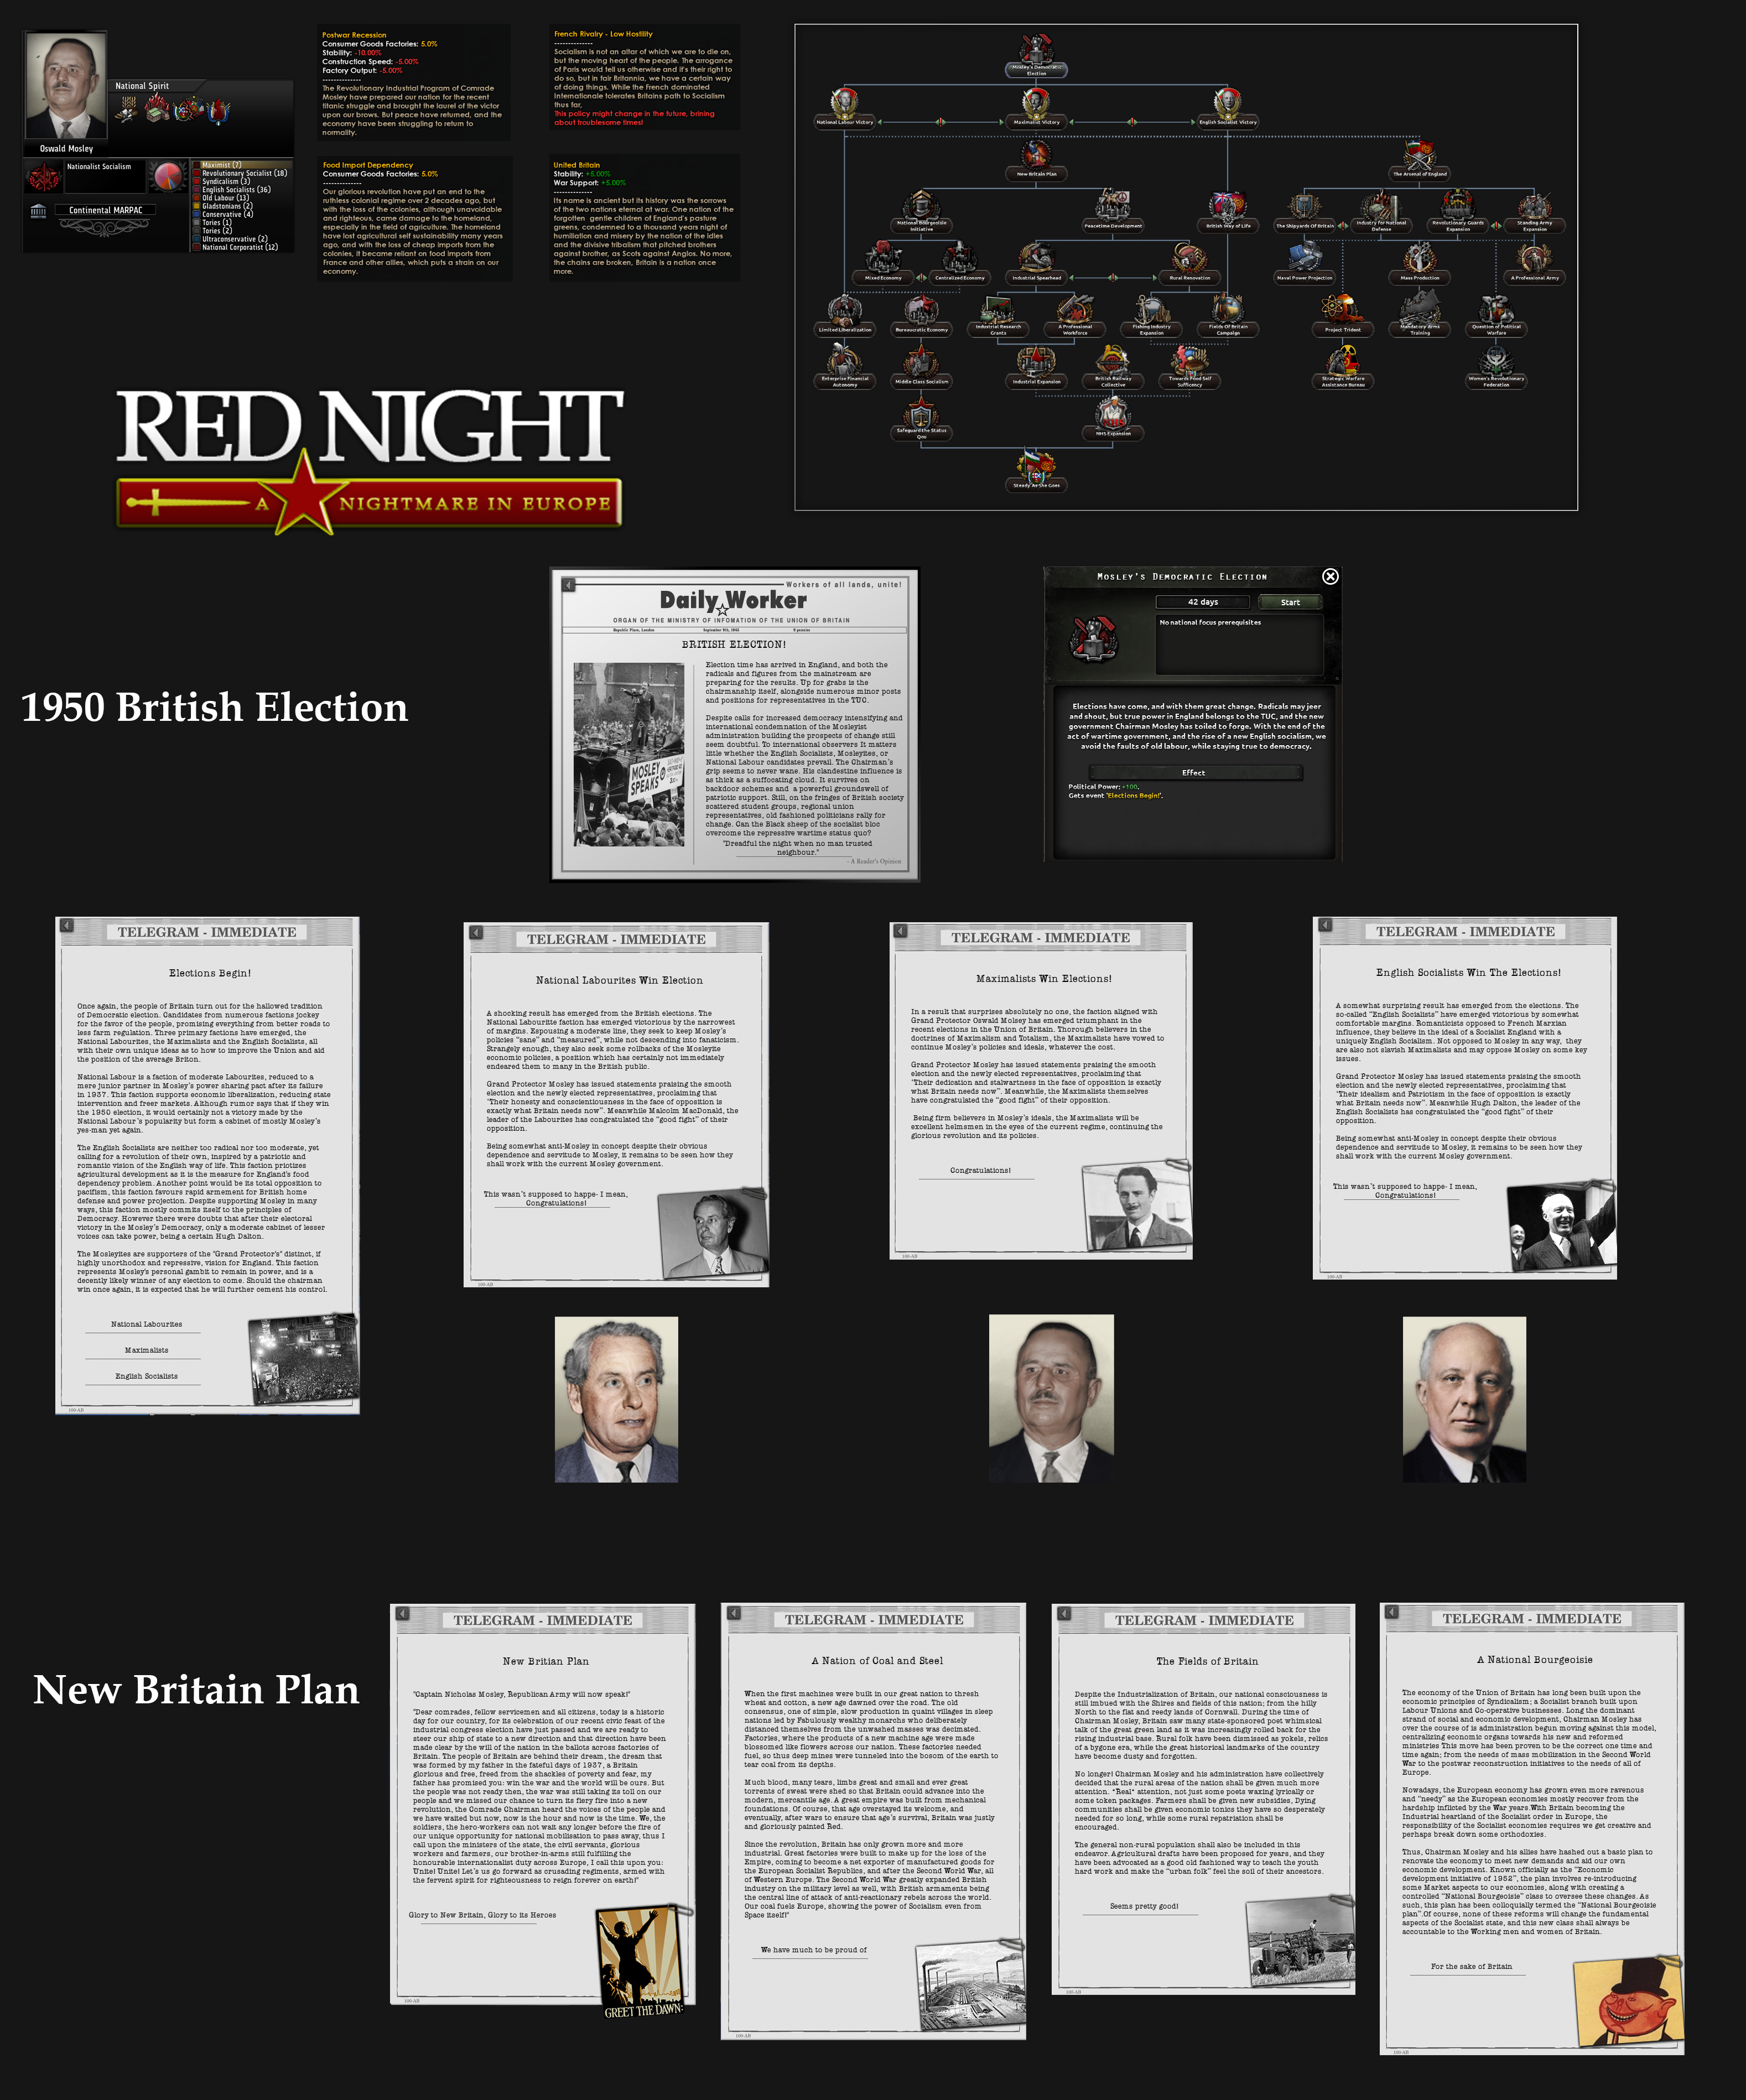 Oswald Mosley
National Spirit
Nationalist Socialism
Continental MARPAC
Maximist (7)
Revolutionary Socialist (18)
Syndicalism (3)
English Socialists (36)
Old Labour (13)
Gladstonians (2)
Conservative (4)
Tories (1)
Tories (2)
Ultraconservative (2)
National Corporatist (12)
Postwar Recession
Consumer Goods Factories: 5.0%
Stability: -10.00%
Construction Speed: -5.00%
Factory Output: -5.00%
--------------
The Revolutionary Industrial Program of Comrade
Mosley have prepared our nation for the recent
titanic struggle and brought the laurel of the victor
upon our brows. But peace have returned, and the
economy have been struggling to return to
normality.
Food Import Dependency
Consumer Goods Factories: 5.0%
--------------
Our glorious revolution have put an end to the
ruthless colonial regime over 2 decades ago, but
with the loss of the colonies, although unavoidable
and righteous, came damage to the homeland,
especially in the field of agriculture. The homeland
have lost agricultural self sustainability many years
ago, and with the loss of cheap imports from the
colonies, it became reliant on food imports from
France and other allies, which puts a strain on our
economy.
French Rivalry - Low Hostility
--------------
Socialism is not an altar of which we are to die on,
but the moving heart of the people. The arrogance
of Paris would tell us otherwise and it's their right to
do so, but in fair Britannia, we have a certain way
of doing things. While the French dominated
Internationale tolerates Britains path to Socialism
thus far,
This policy might change in the future, brining
about troublesome times!
United Britain
Stability: +5.00%
War Support: +5.00%
--------------
Its name is ancient but its history was the sorrows
of the two nations eternal at war. One nation of the
forgotten  gentle children of England's green
greens, condemned to a thousand years night of
humiliation and misery by the nation of the idles
and the divisive tribalism that pitched brothers
against brother, as Scots against Anglos. No more,
the chains are broken, Britain is a nation once
more.
Mosley's Democratic
Election
National Labour Victory
Maximalist Victory
English Socialist Victory
New Britain Plan
The Arsenal of England
National Bourgeoisie
Initiative
Peacetime Development
British Way of Life
The Shipyards Of Britain
Industry for National
Defense
Revolutionary Guards
Expansion
Standing Army
Expansion
Mixed Economy
Centralized Economy
Industrial Spearhead
Rural Renovation
Naval Power Projection
Mass Production
A Professional Army
Limited Liberalization
Bureaucratic Economy
Industrial Research
Grants
A Professional
Workforce
Fishing Industry
Expansion
Fields Of Britain
Campaign
Project Trident
Mandatory Arms
Training
Question of Political
Warfare
Enterprise Financial
Autonomy
Middle Class Socialism
Industrial Expansion
British Railway
Collective
Towards Food Self
Sufficency
Strategic Warfare
Assistance Bureau
Women's Revolutionary
Federation
Safeguard the Status
Quo
NHS Expansion
Steady As She Goes
RED NIGHT
A NIGHTMARE IN EUROPE
1950 British Election
Workers of all lands, unite!
Daily Worker
ORGAN OF THE MINISTRY OF INFOMATION OF THE UNION OF BRITAIN
Republic Place, London
BRITISH ELECTION!
MOSLEY
SPEAKS
Election time has arrived in England, and both the
radicals and figures from the mainstream are
preparing for the results. Up for grabs is the
chairmanship itself, alongside numerous minor posts
and positions for representatives in the TUC.
Despite calls for increased democracy intensifying and
international condemnation of the Mosleyist
administration building the prospects of change still
seem doubtful. To international observers It matters
little whether the English Socialists, Mosleyites, or
National Labour candidates prevail. The Chairman's
grip seems to never wane. His clandestine influence is
as thick as a suffocating cloud. It survives on
backdoor schemes and  a powerful groundswell of
patriotic support. Still, on the fringes of British society
scattered student groups, regional union
representatives, old fashioned politicians rally for
change. Can the Black sheep of the socialist bloc
overcome the repressive wartime status quo?
"Dreadful the night when no man trusted
neighbour."
- A Reader's Opinion
MOSLEY'S DEMOCRATIC ELECTION
42 days
Start
No national focus prerequisites
Elections have come, and with them great change. Radicals may jeer
and shout, but true power in England belongs to the TUC, and the new
government Chairman Mosley has toiled to forge. With the end of the
act of wartime government, and the rise of a new English socialism, we
avoid the faults of old labour, while staying true to democracy.
Effect
Political Power: +100.
Gets event 'Elections Begin!'.
TELEGRAM - IMMEDIATE
Elections Begin!
Once again, the people of Britain turn out for the hallowed tradition
of Democratic election. Candidates from numerous factions jockey
for the favor of the people, promising everything from better roads to
less farm regulation. Three primary factions have emerged, the
National Labourites, the Maximalists and the English Socialists, all
with their own unique ideas as to how to improve the Union and aid
the position of the average Briton.
National Labour is a faction of moderate Labourites, reduced to a
mere junior partner in Mosley's power sharing pact after its failure
in 1937. This faction supports economic liberalization, reducing state
intervention and freer markets. Although rumor says that if they win
the 1950 election, it would certainly not a victory made by the
National Labour's popularity but form a cabinet of mostly Mosley's
yes-man yet again.
The English Socialists are neither too radical nor too moderate, yet
calling for a revolution of their own, inspired by a patriotic and
romantic vision of the English way of life. This faction priotizes
agricultural development as it is the measure for England's food
dependency problem. Another point would be its total opposition to
pacifism, this faction favours rapid armement for British home
defense and power projection. Despite supporting Mosley in many
ways, this faction mostly commits itself to the principles of
Democracy. However there were doubts that after their electoral
victory in the Mosley's Democracy, only a moderate cabinet of lesser
voices can take power, being a certain Hugh Dalton.
The Mosleyites are supporters of the "Grand Protector's" distinct, if
highly unorthodox and repressive, vision for England. This faction
represents Mosley's personal gambit to remain in power, and is a
decently likely winner of any election to come. Should the chairman
win once again, it is expected that he will further cement his control.
National Labourites
Maximalists
English Socialists
100-AB
TELEGRAM - IMMEDIATE
National Labourites Win Election
A shocking result has emerged from the British elections. The
National Labouriite faction has emerged victorious by the narrowest
of margins. Espousing a moderate line, they seek to keep Mosley's
policies "sane" and "measured", while not descending into fanaticism.
Strangely enough, they also seek some rollbacks of the Mosleyite
economic policies, a position which has certainly not immediately
endeared them to many in the British public.
Grand Protector Mosley has issued statements praising the smooth
election and the newly elected representatives, proclaiming that
"Their honesty and conscientiousness in the face of opposition is
exactly what Britain needs now". Meanwhile Malcolm MacDonald, the
leader of the Labourites has congratulated the "good fight" of their
opposition.
Being somewhat anti-Mosley in concept despite their obvious
dependence and servitude to Mosley, it remains to be seen how they
shall work with the current Mosley government.
This wasn't supposed to happe- I mean,
Congratulations!
100-AB
TELEGRAM - IMMEDIATE
Maximalists Win Elections!
In a result that surprises absolutely no one, the faction aligned with
Grand Protector Oswald Molsey has emerged triumphant in the
recent elections in the Union of Britain. Thorough believers in the
doctrines of Maximalism and Totalism, the Maximalists have vowed to
continue Mosley's policies and ideals, whatever the cost.
Grand Protector Mosley has issued statements praising the smooth
election and the newly elected representatives, proclaiming that
"Their dedication and stalwartness in the face of opposition is exactly
what Britain needs now". Meanwhile, the Maximalists themselves
have congratulated the "good fight" of their opposition.
Being firm believers in Mosley's ideals, the Maximalists will be
excellent helmsmen in the eyes of the current regime, continuing the
glorious revolution and its policies.
Congratulations!
100-AB
TELEGRAM - IMMEDIATE
English Socialists Win The Elections!
A somewhat surprising result has emerged from the elections. The
so-called "English Socialists" have emerged victorious by somewhat
comfortable margins. Romanticists opposed to French Marxian
influence, they believe in the ideal of a Socialist England with a
uniquely English Socialism. Not opposed to Mosley in any way,  they
are also not slavish Maximalists and may oppose Mosley on some key
issues.
Grand Protector Mosley has issued statements praising the smooth
election and the newly elected representatives, proclaiming that
"Their idealism and Patriotism in the face of opposition is exactly
what Britain needs now". Meanwhile Hugh Dalton, the leader of the
English Socialists has congratulated the "good fight" of their
opposition.
Being somewhat anti-Mosley in concept despite their obvious
dependence and servitude to Mosley, it remains to be seen how they
shall work with the current Mosley government.
This wasn't supposed to happe- I mean,
Congratulations!
100-AB
New Britain Plan
TELEGRAM - IMMEDIATE
New Britian Plan
"Captain Nicholas Mosley, Republican Army will now speak!"
"Dear comrades, fellow servicemen and all citizens, today is a historic
day for our country, for its celebration of our recent civic feast of the
industrial congress election have just passed and we are ready to
steer our ship of state to a new direction and that direction have been
made clear by the will of the nation in the ballots across factories of
Britain. The people of Britain are behind their dream, the dream that
was formed by my father in the fateful days of 1937, a Britain
glorious and free, freed from the shackles of poverty and fear, my
father has promised you: win the war and the world will be ours. But
the people was not ready then, the war was still taking its toll on our
people and we missed our chance to turn its fiery fire into a new
revolution, the Comrade Chairman heard the voices of the people and
we have waited but now, now is the hour and now is the time. We, the
soldiers, the hero-workers can not wait any longer before the fire of
our unique opportunity for national mobilisation to pass away, thus I
call upon the ministers of the state, the civil servants, glorious
workers and farmers, our brother-in-arms still fulfilling the
honourable internationalist duty across Europe, I call this upon you:
Unite! Unite! Let's us go forward as crusading regiments, armed with
the fervent spirit for righteousness to reign forever on earth!"
Glory to New Britain, Glory to its Heroes
GREET THE DAWN:
100-AB
TELEGRAM - IMMEDIATE
A Nation of Coal and Steel
When the first machines were built in our great nation to thresh
wheat and cotton, a new age dawned over the road. The old
consensus, one of simple, slow production in quaint villages in sleep
nations led by Fabulously wealthy monarchs who deliberately
distanced themselves from the unwashed masses was decimated.
Factories, where the products of a new machine age were made
blossomed like flowers across our nation. These factories needed
fuel, so thus deep mines were tunneled into the bosom of the earth to
tear coal from its depths.
Much blood, many tears, limbs great and small and ever great
torrents of sweat were shed so that Britain could advance into the
modern, mercantile age. A great empire was built from mechanical
foundations. Of course, that age overstayed its welcome, and
eventually, after much effort to ensure that age's survival, Britain was justly
and gloriously painted Red.
Since the revolution, Britain has only grown more and more
industrial. Great factories were built to make up for the loss of the
Empire, coming to become a net exporter of manufactured goods for
the European Socialist Republics, and after the Second World War, all
of Western Europe. The Second World War greatly expanded British
industry on the military level as well, with British armaments being
the central line of attack of anti-reactionary rebels across the world.
Our coal fuels Europe, showing the power of Socialism even from
Space itself!"
We have much to be proud of
100-AB
TELEGRAM - IMMEDIATE
The Fields of Britain
Despite the Industrialization of Britain, our national consciousness is
still imbued with the Shires and fields of this nation; from the hilly
North to the flat and reedy lands of Cornwall. During the time of
Chairman Mosley, Britain saw many state-sponsored poet whimsical
talk of the great green land as it was increasingly rolled back for the
rising industrial base. Rural folk have been dismissed as yokels, relics
of a bygone era, while the great historical landmarks of the country
have become dusty and forgotten.
No longer! Chairman Mosley and his administration have collectively
decided that the rural areas of the nation shall be given much more
attention. *Real* attention, not just some poets waxing lyrically or
some token packages. Farmers shall be given new subsidies, Dying
communities shall be given economic tonics they have so desperately
needed for so long, while some rural repatriation shall be
encouraged.
The general non-rural population shall also be included in this
endeavor. Agricultural drafts have been proposed for years, and they
have been advocated as a good old fashioned way to teach the youth
hard work and make the "urban folk" feel the soil of their ancestors.
Seems pretty good!
100-AB
TELEGRAM - IMMEDIATE
A National Bourgeoisie
The economy of the Union of Britain has long been built upon the
economic principles of Syndicalism; a Socialist branch built upon
Labour Unions and Co-operative businesses. Long the dominant
strand of social and economic development, Chairman Mosley has
over the course of is administration begun moving against this model,
centralizing economic organs towards his new and reformed
ministries This move has been proven to be the correct one time and
time again; from the needs of mass mobilization in the Second World
War to the postwar reconstruction initiatives to the needs of all of
Europe.
Nowadays, the European economy has grown even more ravenous
and "needy" as the European economies mostly recover from the
hardship inflicted by the War years.With Britain becoming the
Industrial heartland of the Socialist order in Europe, the
responsibility of the Socialist economies requires we get creative and
perhaps break down some orthodoxies.
Thus, Chairman Mosley and his allies have hashed out a basic plan to
renovate the economy to meet new demands and aid our own
economic development. Known officially as the "Economic
development initiative of 1952", the plan involves re-introducing
some Market aspects to our economies, along with creating a
controlled "National Bourgeoisie" class to oversee these changes. As
such, this plan has been colloquially termed the "National Bourgeoisie
plan".Of course, none of these reforms will change the fundamental
aspects of the Socialist state, and this new class shall always be
accountable to the Working men and women of Britain.
For the sake of Britain
100-AB